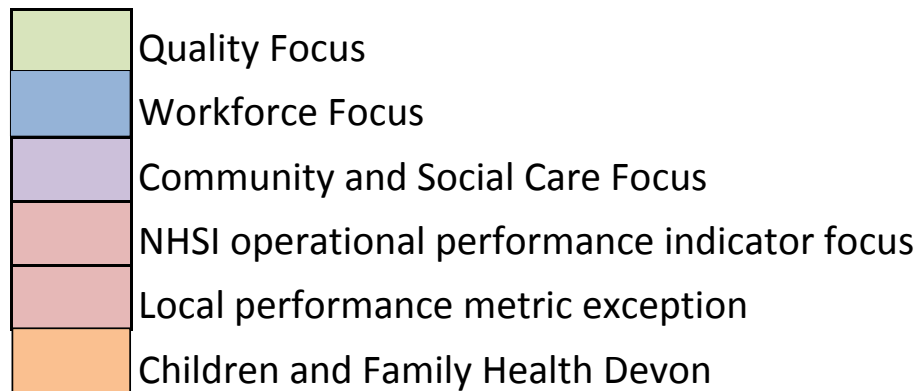 Quality Focus
Workforce Focus
Community and Social Care Focus
NHSI operational performance indicator focus
Local performance metric exception
Children and Family Health Devon